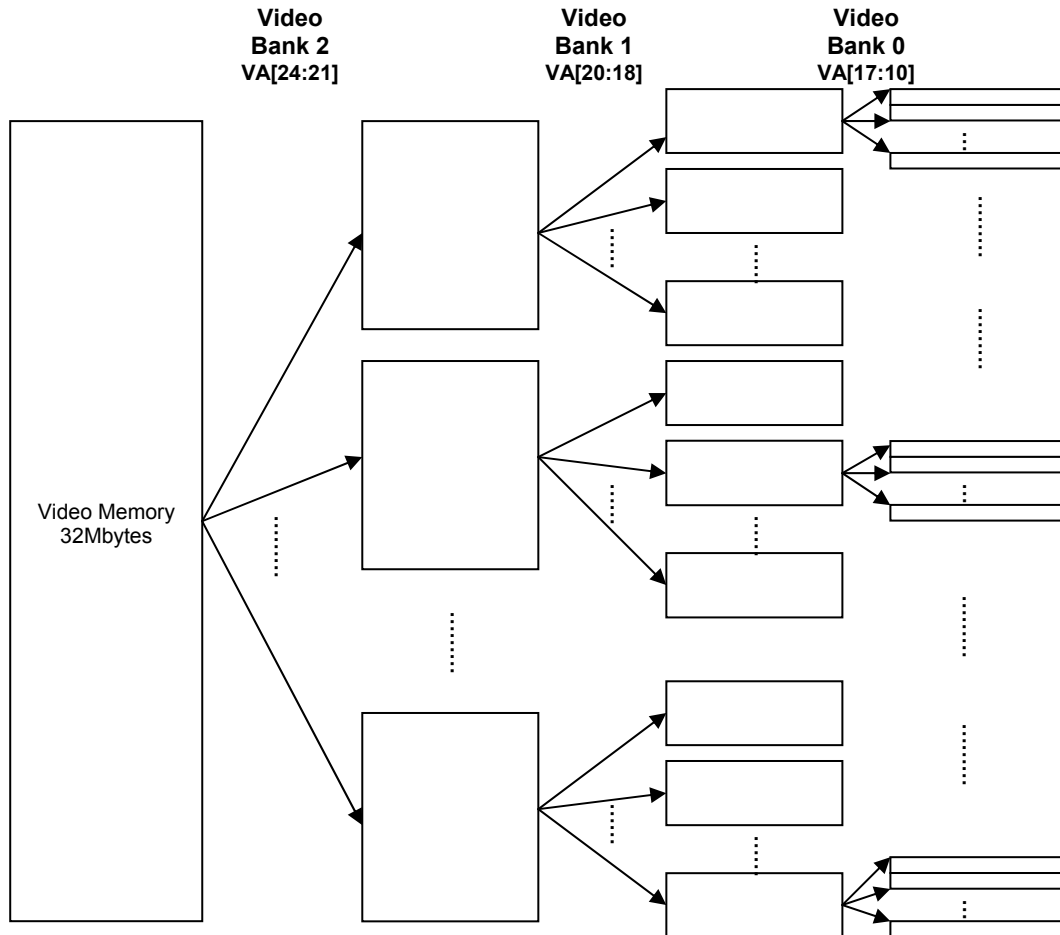 Video
Bank 2
VA[24:21]
Video
Bank 1
VA[20:18]
Video
Bank 0
VA[17:10]
Video Memory
32Mbytes